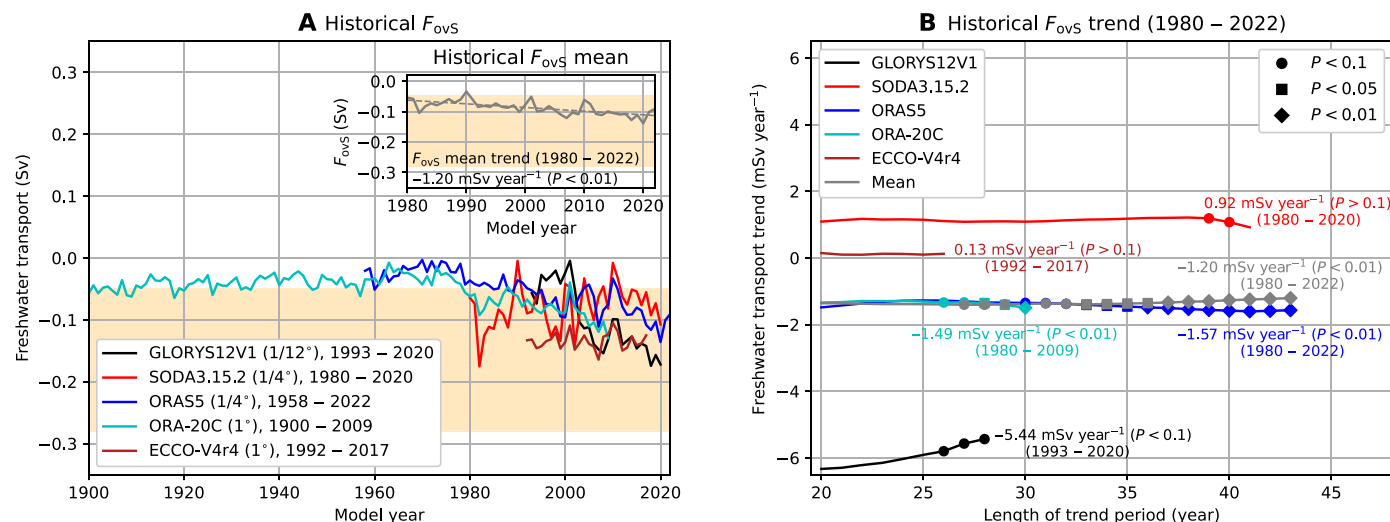 A Historical FovS
Freshwater transport (Sv)
0.3
0.2
0.1
0.0
−0.1
−0.2
−0.3
1900 1920 1940 1960 1980 2000 2020
Model year
GLORYS12V1 (1/12°), 1993 − 2020
SODA3.15.2 (1/4°), 1980 − 2020
ORAS5 (1/4°), 1958 − 2022
ORA-20C (1°), 1900 − 2009
ECCO-V4r4 (1°), 1992 − 2017
Historical FovS mean
FovS (Sv)
0.0
−0.1
−0.2
−0.3
FovS mean trend (1980 − 2022)
−1.20 mSv year⁻¹ (P < 0.01)
1980 1990 2000 2010 2020
Model year
B Historical FovS trend (1980 − 2022)
Freshwater transport trend (mSv year⁻¹)
6
4
2
0
−2
−4
−6
20 25 30 35 40 45
Length of trend period (year)
GLORYS12V1
SODA3.15.2
ORAS5
ORA-20C
ECCO-V4r4
Mean
P < 0.1
P < 0.05
P < 0.01
0.92 mSv year⁻¹ (P > 0.1)
(1980 − 2020)
0.13 mSv year⁻¹ (P > 0.1)
(1992 − 2017)
−1.20 mSv year⁻¹ (P < 0.01)
(1980 − 2022)
−1.49 mSv year⁻¹ (P < 0.01)
(1980 − 2009)
−1.57 mSv year⁻¹ (P < 0.01)
(1980 − 2022)
−5.44 mSv year⁻¹ (P < 0.1)
(1993 − 2020)